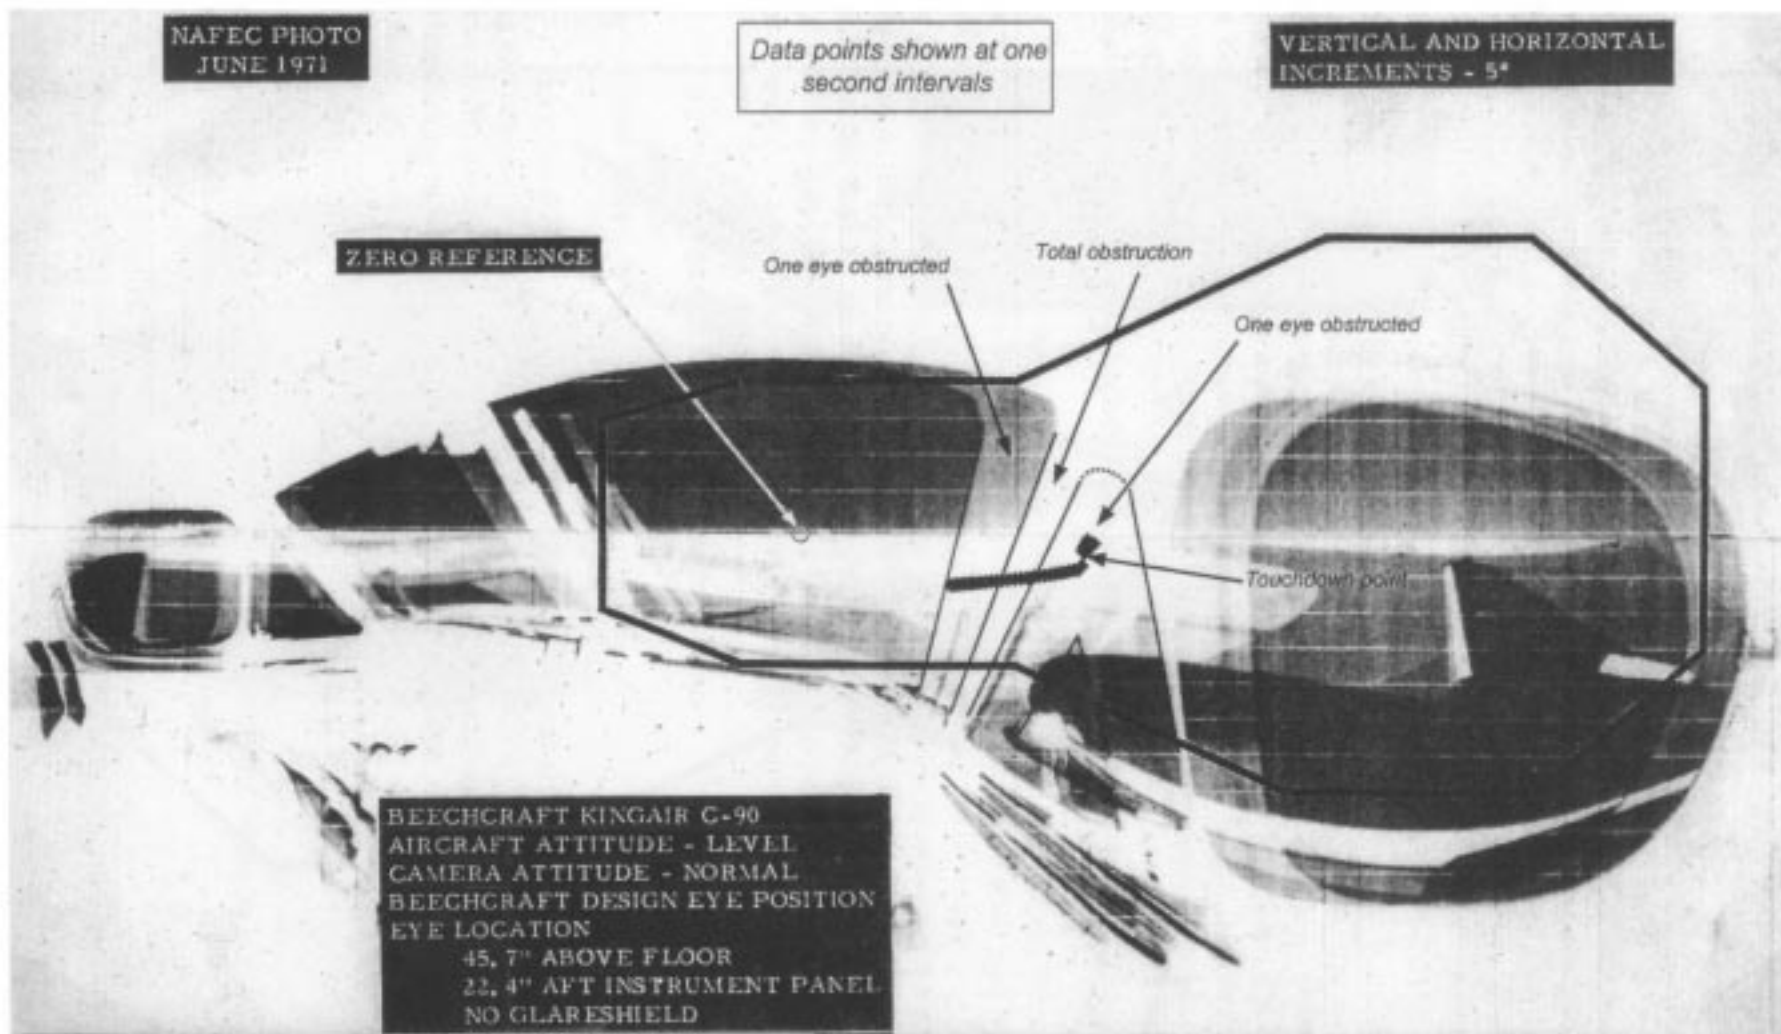 NAFEC PHOTO
JUNE 1971
Data points shown at one
second intervals
VERTICAL AND HORIZONTAL
INCREMENTS - 5°
ZERO REFERENCE
One eye obstructed
Total obstruction
One eye obstructed
Touchdown point
BEECHCRAFT KINGAIR C-90
AIRCRAFT ATTITUDE - LEVEL
CAMERA ATTITUDE - NORMAL
BEECHCRAFT DESIGN EYE POSITION
EYE LOCATION
45, 7" ABOVE FLOOR
22, 4" AFT INSTRUMENT PANEL
NO GLARESHIELD